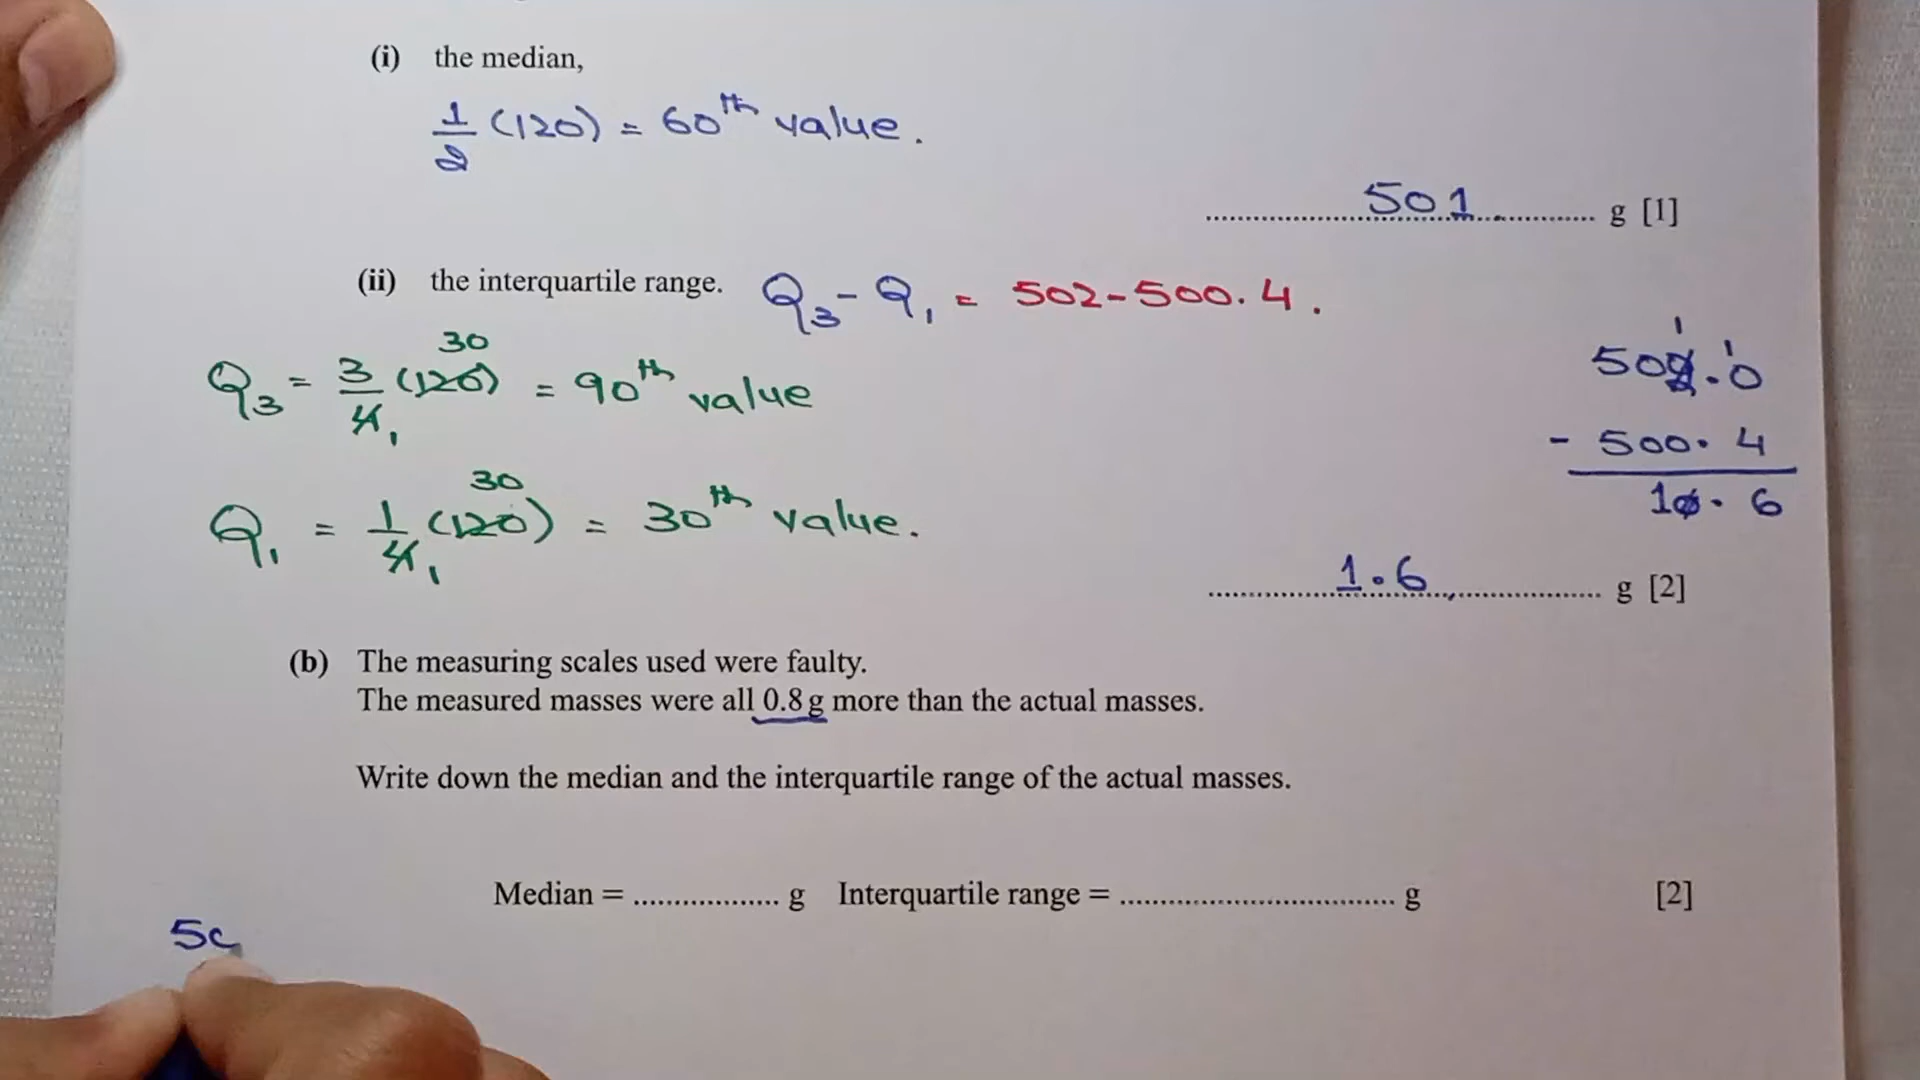 (i) the median,
1/2 (120) = 60th value.
501 g [1]
(ii) the interquartile range. Q3 - Q1 = 502-500.4.
30
Q3 = 3/4 1 (120) = 90th value
1 1
502.0
- 500.4
1.6
30
Q1 = 1/4 1 (120) = 30th value.
1.6 g [2]
(b) The measuring scales used were faulty.
The measured masses were all 0.8 g more than the actual masses.
Write down the median and the interquartile range of the actual masses.
Median = .................. g Interquartile range = .................................. g [2]
50